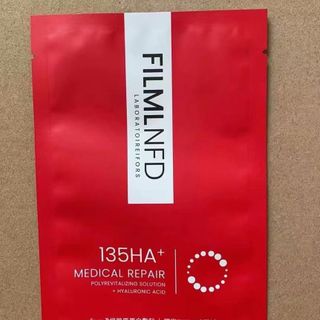 FILMLNFD
LABORATOIREIFORS
135HA+
MEDICAL REPAIR
POLYREVITALIZING SOLUTION
+ HYALURONIC ACID